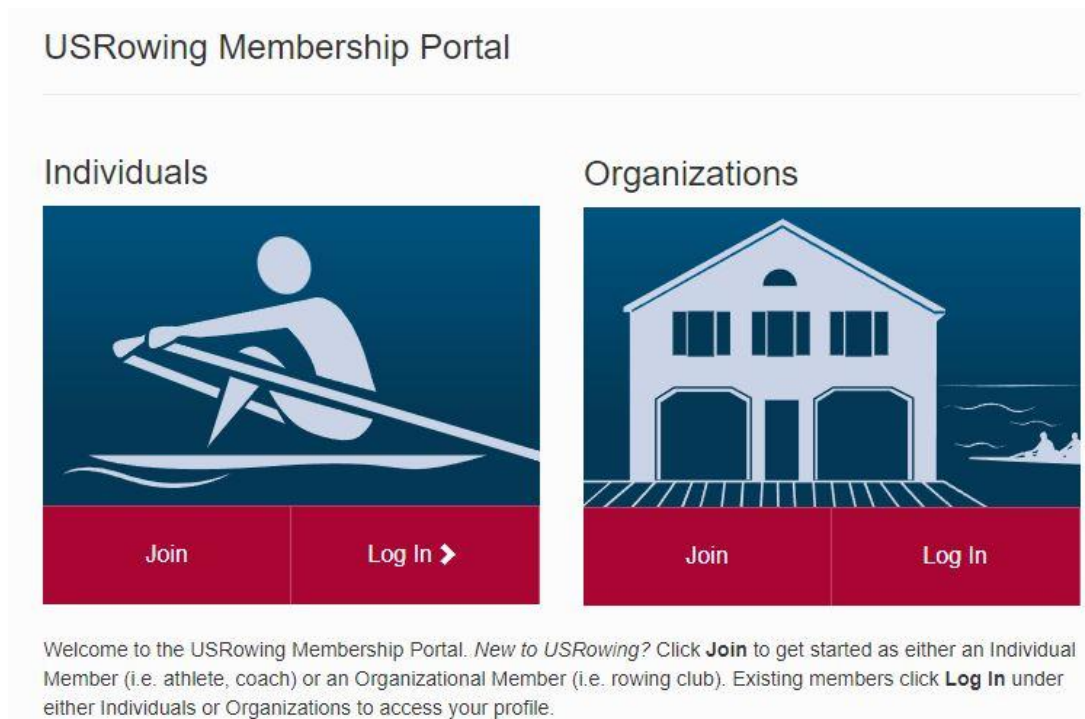 USRowing Membership Portal
Individuals
Organizations
Join
Log In
Join
Log In
Welcome to the USRowing Membership Portal. New to USRowing? Click Join to get started as either an Individual
Member (i.e. athlete, coach) or an Organizational Member (i.e. rowing club). Existing members click Log In under
either Individuals or Organizations to access your profile.